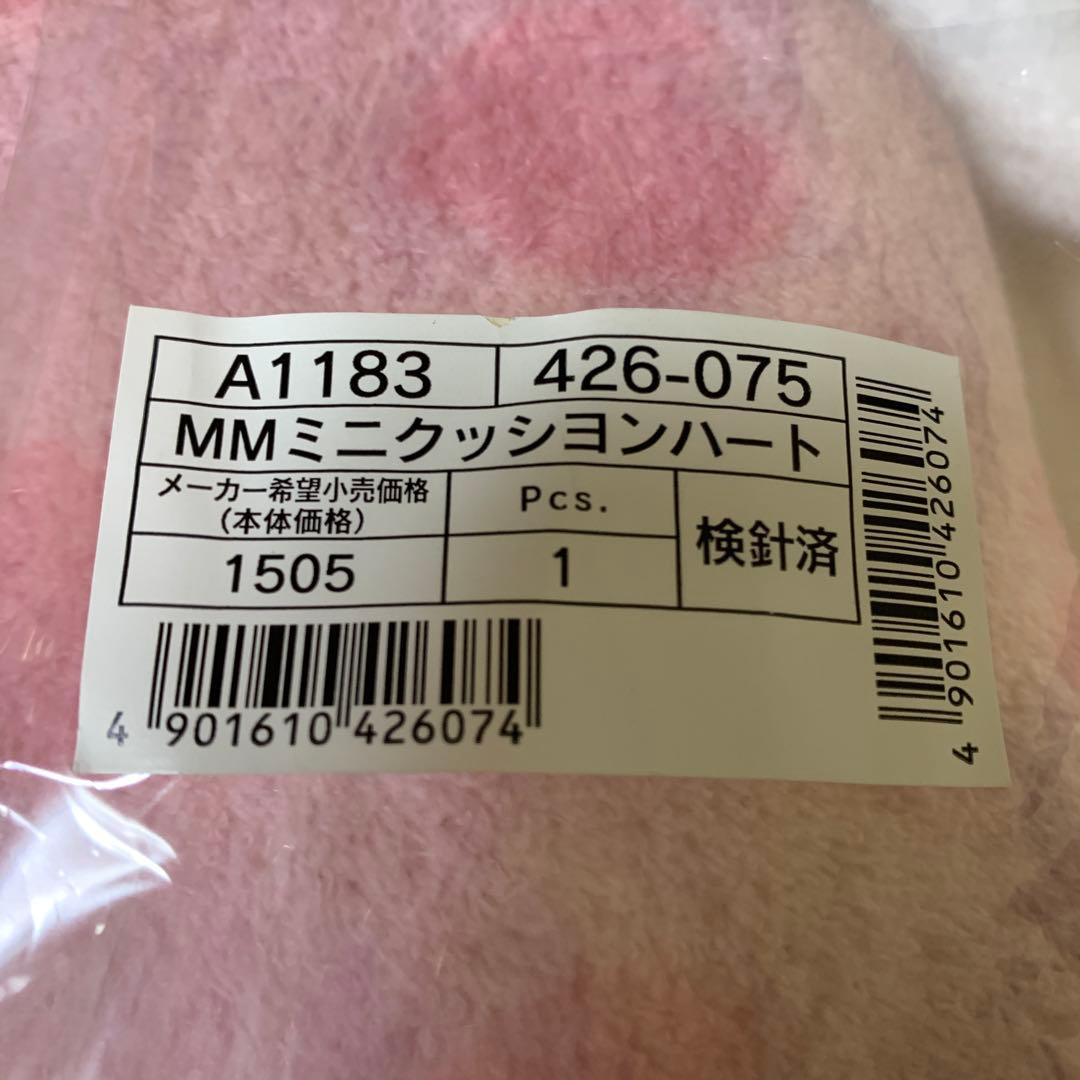 A1183 426-075
MMミニクッシヨンハート
メーカー希望小売価格
(本体価格)
Pcs.
検針済
1505 1
4 901610 426074
4 901610 426074